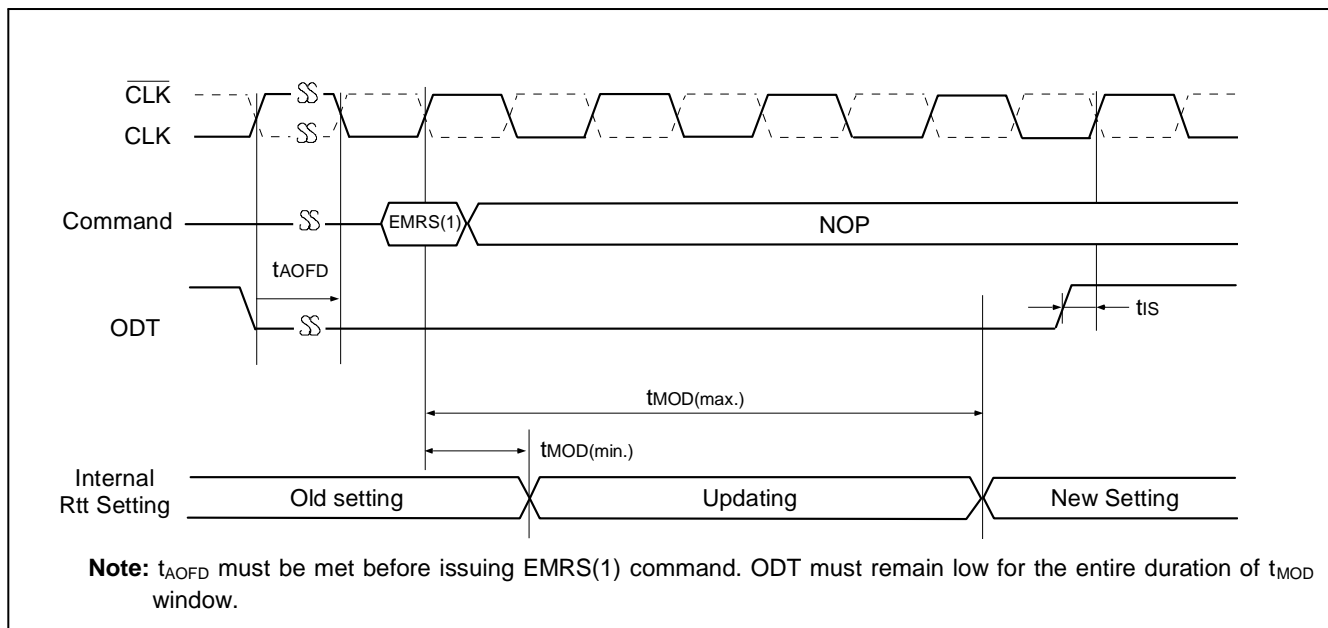 CLK
CLK
Command
EMRS(1)
NOP
tAOFD
ODT
tIS
tMOD(max.)
tMOD(min.)
Internal
Rtt Setting
Old setting
Updating
New Setting
Note: tAOFD must be met before issuing EMRS(1) command. ODT must remain low for the entire duration of tMOD
window.